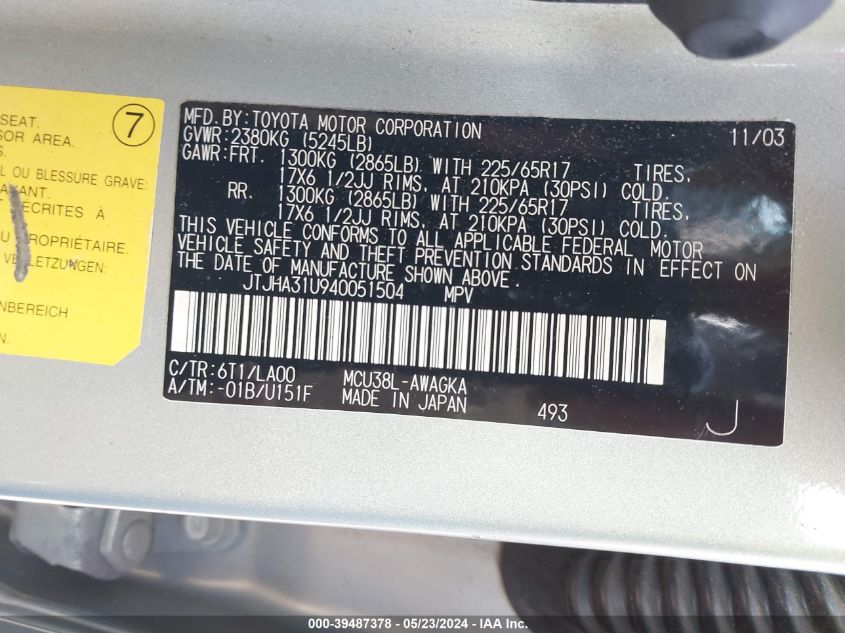 SEAT.
SOR AREA.
S.
L OU BLESSURE GRAVE:
AVANT.
T DÉCRITES À
U PROPRIÉTAIRE.
VERLETZUNGEN:
NBEREICH
7
MFD. BY: TOYOTA MOTOR CORPORATION 11/03
GVWR: 2380KG (5245LB)
GAWR: FRT. 1300KG (2865LB) WITH 225/65R17 TIRES,
17X6 1/2JJ RIMS, AT 210KPA (30PSI) COLD.
RR. 1300KG (2865LB) WITH 225/65R17 TIRES,
17X6 1/2JJ RIMS, AT 210KPA (30PSI) COLD.
THIS VEHICLE CONFORMS TO ALL APPLICABLE FEDERAL MOTOR
VEHICLE SAFETY AND THEFT PREVENTION STANDARDS IN EFFECT ON
THE DATE OF MANUFACTURE SHOWN ABOVE.
JTJHA31U940051504 MPV
C/TR: 6T1/LA00 MCU38L-AWAGKA
A/TM: -01B/U151F MADE IN JAPAN 493
J
000-39487378 - 05/23/2024 - IAA Inc.